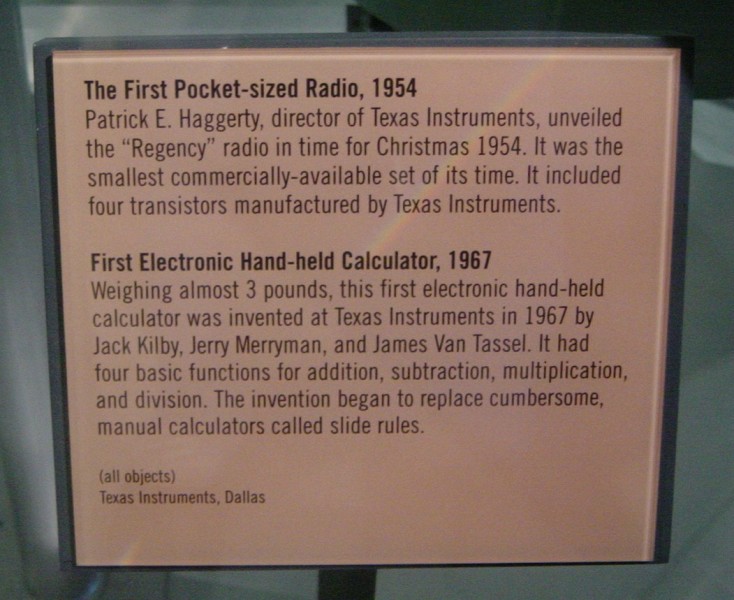 The First Pocket-sized Radio, 1954
Patrick E. Haggerty, director of Texas Instruments, unveiled
the “Regency” radio in time for Christmas 1954. It was the
smallest commercially-available set of its time. It included
four transistors manufactured by Texas Instruments.
First Electronic Hand-held Calculator, 1967
Weighing almost 3 pounds, this first electronic hand-held
calculator was invented at Texas Instruments in 1967 by
Jack Kilby, Jerry Merryman, and James Van Tassel. It had
four basic functions for addition, subtraction, multiplication,
and division. The invention began to replace cumbersome,
manual calculators called slide rules.
(all objects)
Texas Instruments, Dallas